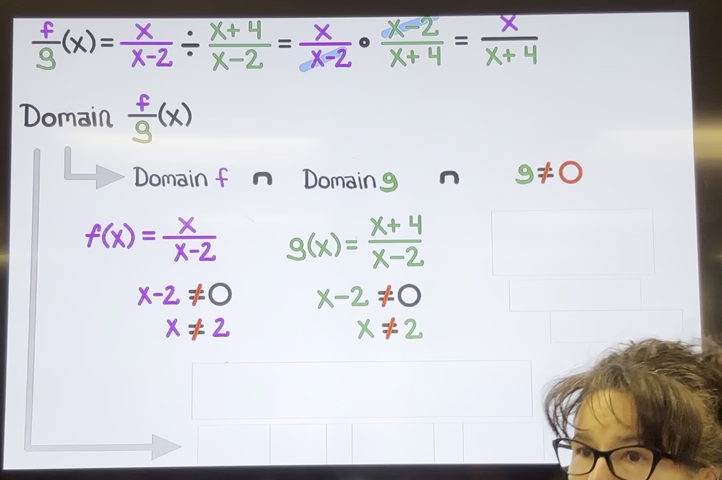 f/g(x) = x/x-2 ÷ x+4/x-2 = x/x-2 ∘ x-2/x+4 = x/x+4
Domain f/g(x)
Domain f ∩ Domain g ∩ g≠0
f(x) = x/x-2 g(x) = x+4/x-2
x-2 ≠0 x-2 ≠0
x ≠ 2 x ≠ 2